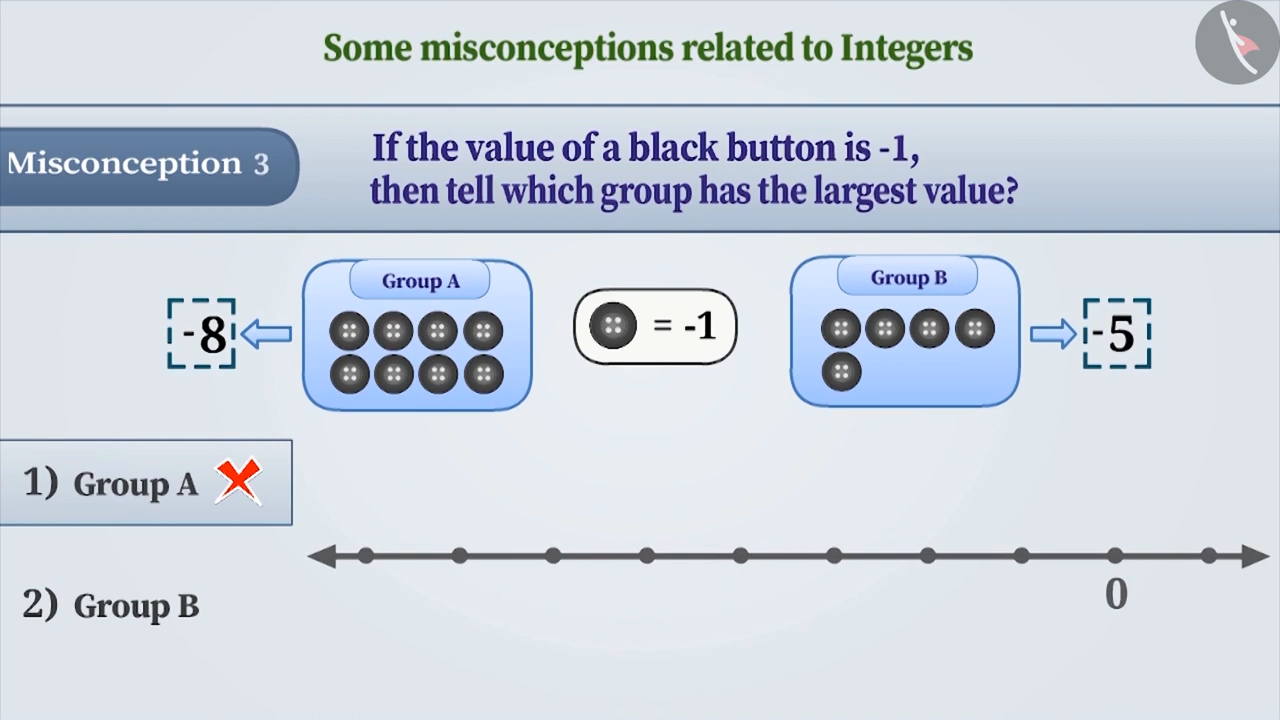 Some misconceptions related to Integers
Misconception 3
If the value of a black button is -1,
then tell which group has the largest value?
Group A
Group B
-8
= -1
-5
1) Group A
0
2) Group B